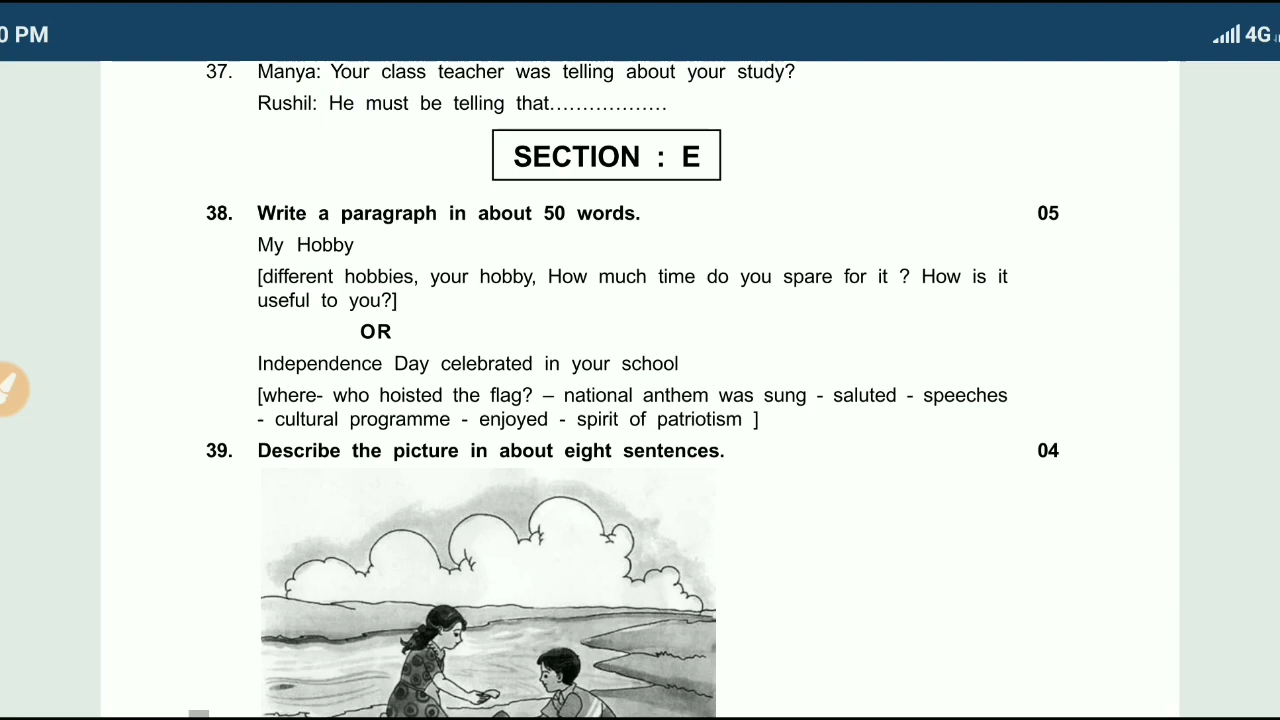 0 PM
4G
37. Manya: Your class teacher was telling about your study?
Rushil: He must be telling that………………
SECTION : E
38. Write a paragraph in about 50 words. 05
My Hobby
[different hobbies, your hobby, How much time do you spare for it ? How is it
useful to you?]
OR
Independence Day celebrated in your school
[where- who hoisted the flag? – national anthem was sung - saluted - speeches
- cultural programme - enjoyed - spirit of patriotism ]
39. Describe the picture in about eight sentences. 04